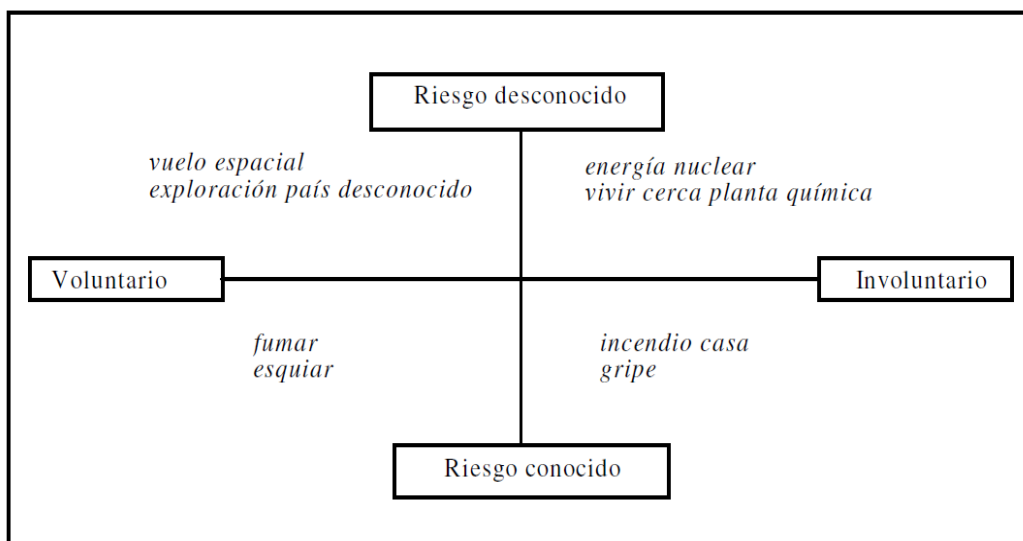 Riesgo desconocido
vuelo espacial
exploración país desconocido
energía nuclear
vivir cerca planta química
Voluntario
Involuntario
fumar
esquiar
incendio casa
gripe
Riesgo conocido